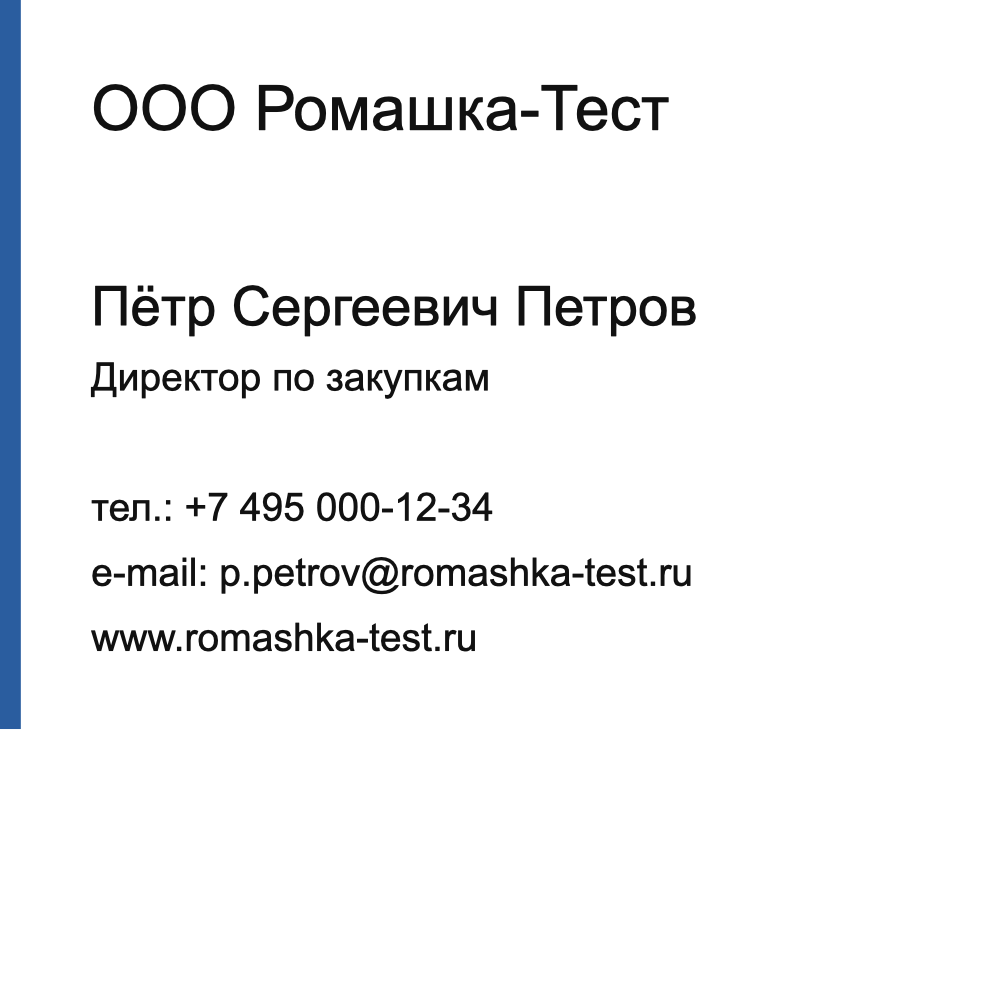 ООО Ромашка-Тест
Пётр Сергеевич Петров
Директор по закупкам
тел.: +7 495 000-12-34
e-mail: p.petrov@romashka-test.ru
www.romashka-test.ru